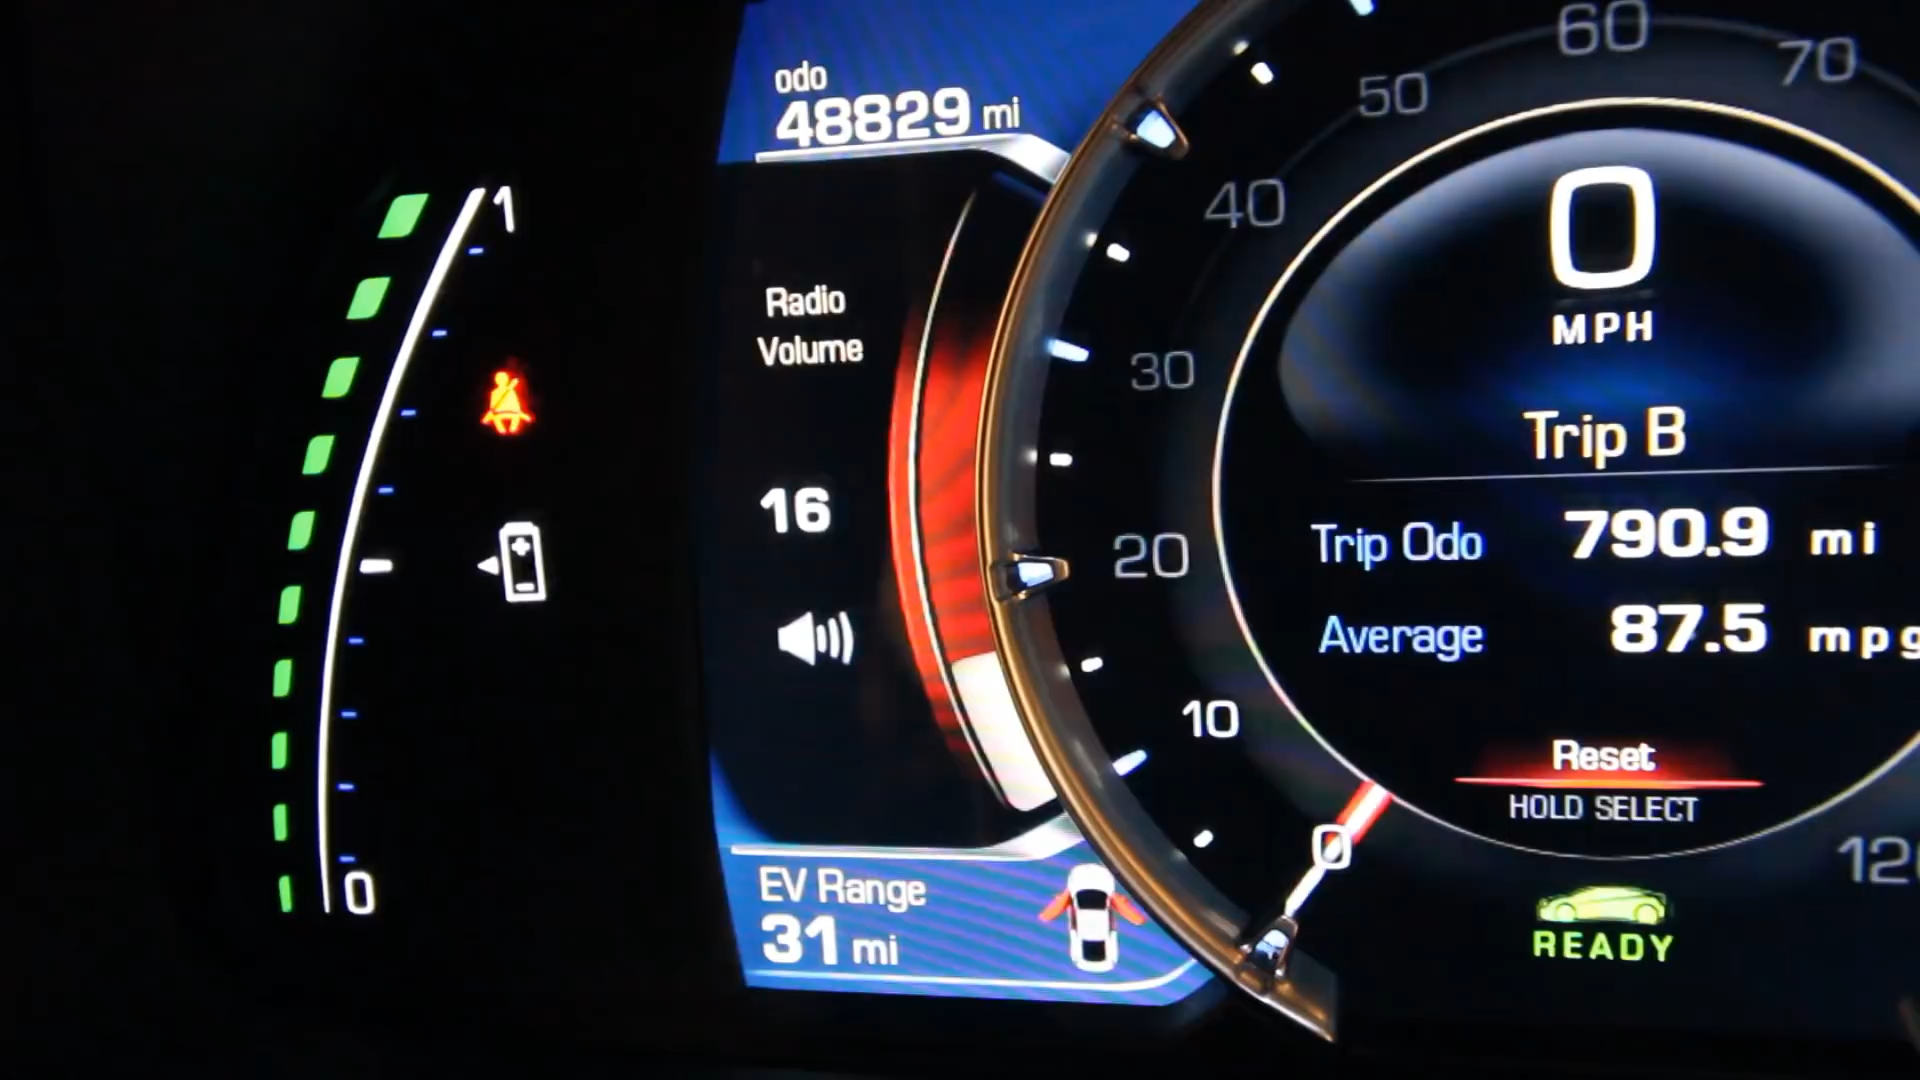 odo
48829 mi
1
Radio
Volume
16
0
EV Range
31 mi
60
70
50
40
30
20
10
0
120
0
MPH
Trip B
Trip Odo 790.9 mi
Average 87.5 mpg
Reset
HOLD SELECT
READY